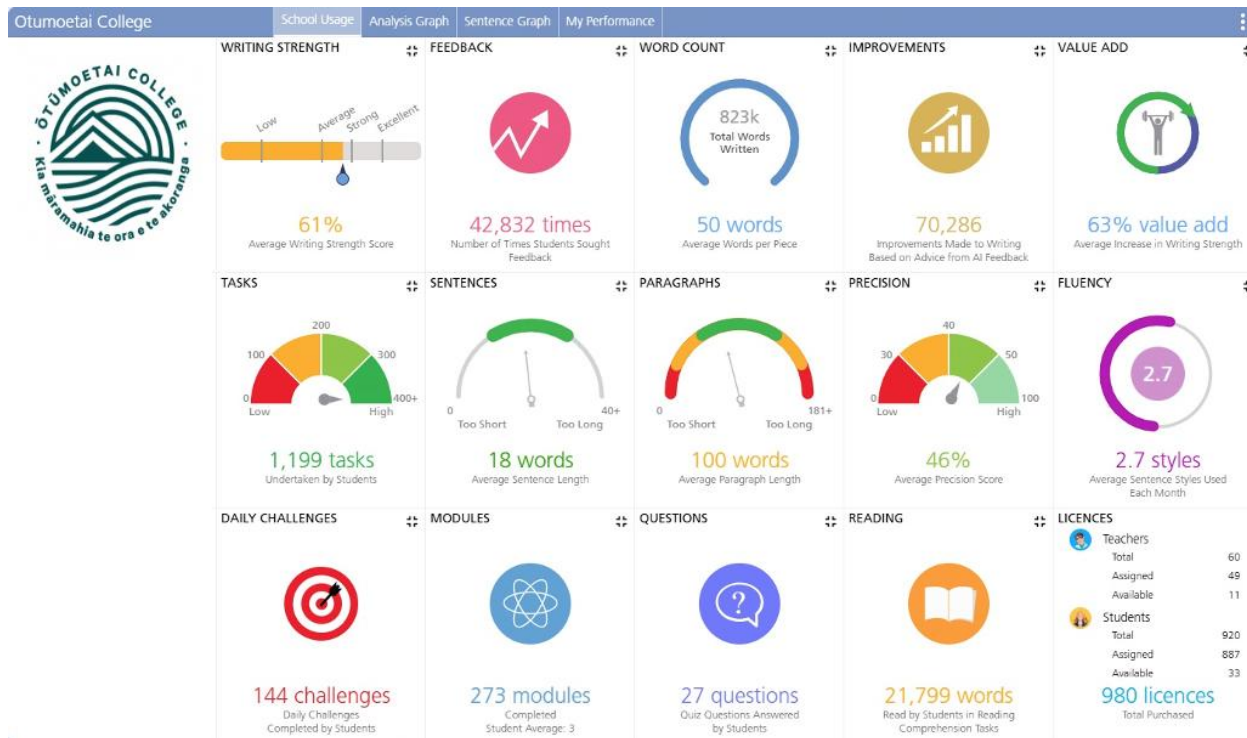 Otumoetai College
School Usage
Analysis Graph
Sentence Graph
My Performance
ŌTŪMOETAI COLLEGE
Kia māramahia te ora e te akoranga
WRITING STRENGTH
Low
Average
Strong
Excellent
61%
Average Writing Strength Score
FEEDBACK
42,832 times
Number of Times Students Sought
Feedback
WORD COUNT
823k
Total Words
Written
50 words
Average Words per Piece
IMPROVEMENTS
70,286
Improvements Made to Writing
Based on Advice from AI Feedback
VALUE ADD
63% value add
Average Increase in Writing Strength
TASKS
0
100
200
300
400+
Low
High
1,199 tasks
Undertaken by Students
SENTENCES
0
40+
Too Short
Too Long
18 words
Average Sentence Length
PARAGRAPHS
0
181+
Too Short
Too Long
100 words
Average Paragraph Length
PRECISION
0
30
40
50
100
Low
High
46%
Average Precision Score
FLUENCY
2.7
2.7 styles
Average Sentence Styles Used
Each Month
DAILY CHALLENGES
144 challenges
Daily Challenges
Completed by Students
MODULES
273 modules
Completed
Student Average: 3
QUESTIONS
?
27 questions
Quiz Questions Answered
by Students
READING
21,799 words
Read by Students in Reading
Comprehension Tasks
LICENCES
Teachers
Total 60
Assigned 49
Available 11
Students
Total 920
Assigned 887
Available 33
980 licences
Total Purchased